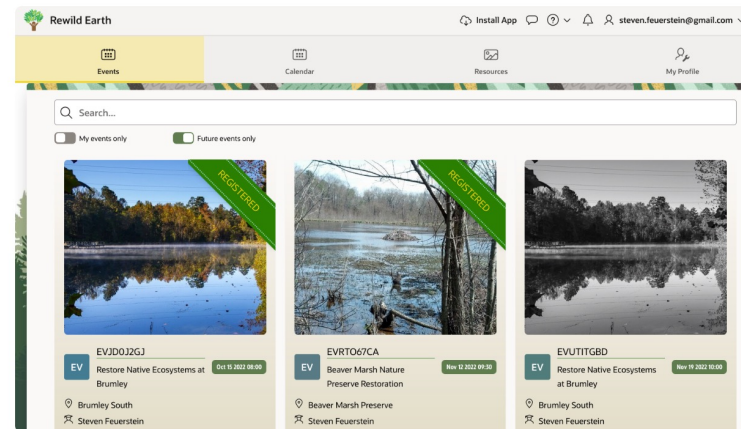 Rewild Earth
Install App
steven.feuerstein@gmail.com
Events
Calendar
Resources
My Profile
Search...
My events only
Future events only
REGISTERED
REGISTERED
EVJD0J2GJ
EV
Restore Native Ecosystems at
Brumley
Oct 15 2022 08:00
Brumley South
Steven Feuerstein
EVRTO67CA
EV
Beaver Marsh Nature
Preserve Restoration
Nov 12 2022 09:30
Beaver Marsh Preserve
Steven Feuerstein
EVUTITGBD
EV
Restore Native Ecosystems
at Brumley
Nov 19 2022 10:00
Brumley South
Steven Feuerstein